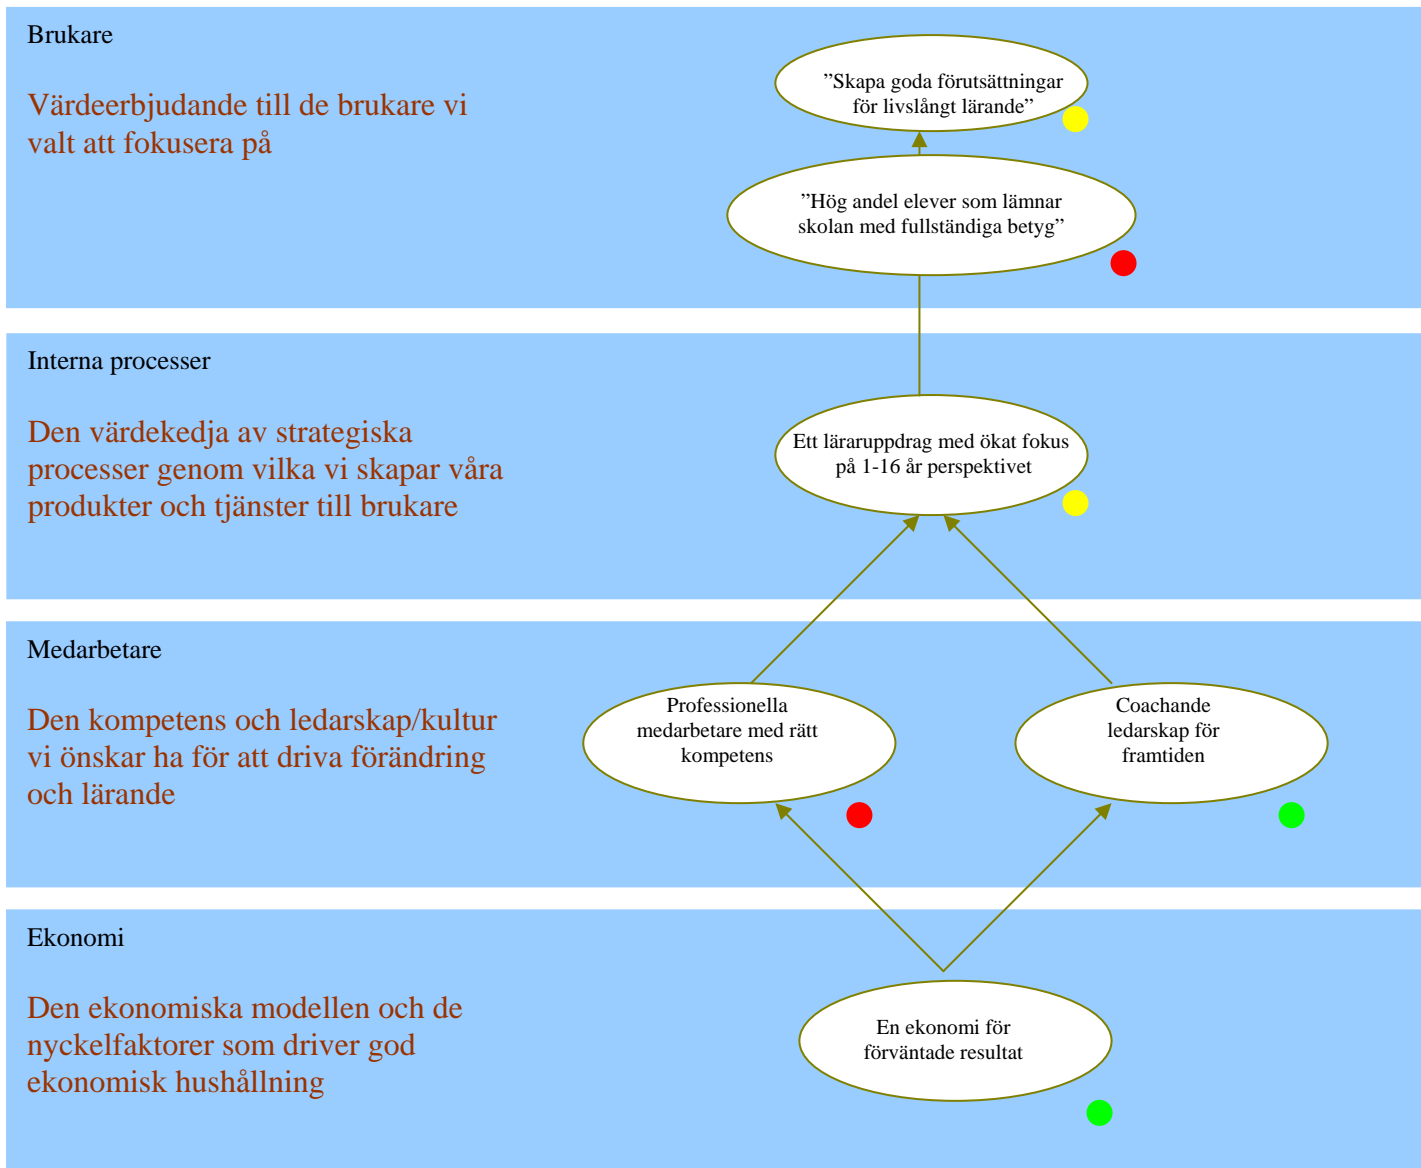 Brukare
Värdeerbjudande till de brukare vi
valt att fokusera på
”Skapa goda förutsättningar
för livslångt lärande”
”Hög andel elever som lämnar
skolan med fullständiga betyg”
Interna processer
Den värdekedja av strategiska
processer genom vilka vi skapar våra
produkter och tjänster till brukare
Ett läraruppdrag med ökat fokus
på 1-16 år perspektivet
Medarbetare
Den kompetens och ledarskap/kultur
vi önskar ha för att driva förändring
och lärande
Professionella
medarbetare med rätt
kompetens
Coachande
ledarskap för
framtiden
Ekonomi
Den ekonomiska modellen och de
nyckelfaktorer som driver god
ekonomisk hushållning
En ekonomi för
förväntade resultat